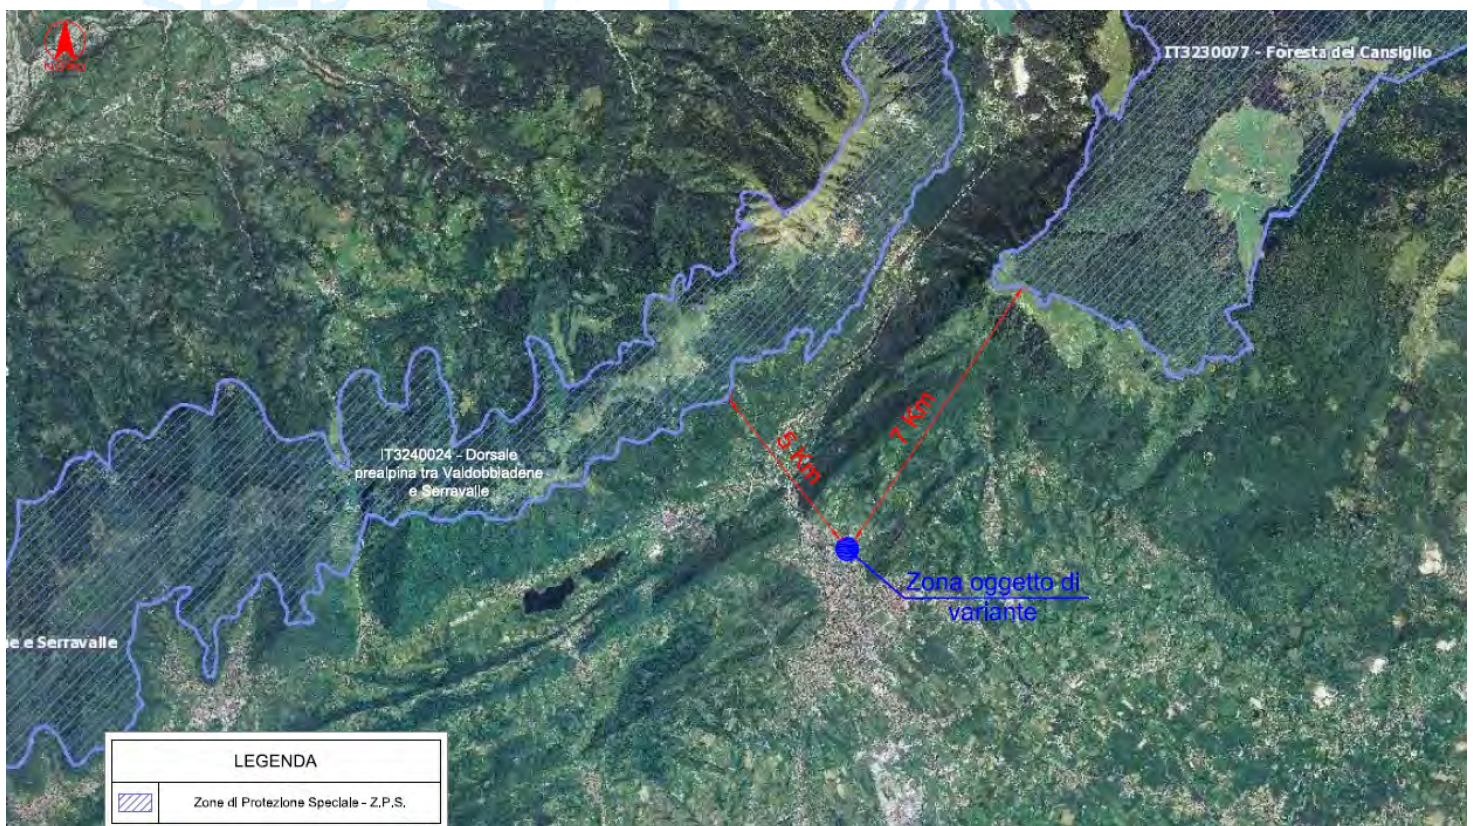 NORD
IT3230077 - Foresta del Cansiglio
7 Km
5 Km
IT3240024 - Dorsale
prealpina tra Valdobbiadene
e Serravalle
Zona oggetto di
variante
e Serravalle
LEGENDA
Zone di Protezione Speciale - Z.P.S.